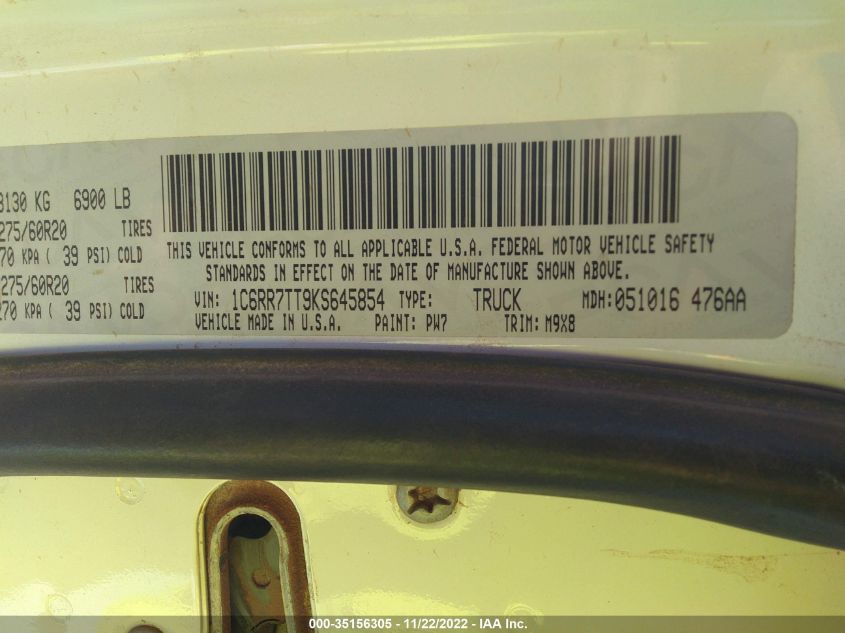 3130 KG 6900 LB
275/60R20 TIRES
70 KPA ( 39 PSI) COLD
275/60R20 TIRES
270 KPA ( 39 PSI) COLD
THIS VEHICLE CONFORMS TO ALL APPLICABLE U.S.A. FEDERAL MOTOR VEHICLE SAFETY
STANDARDS IN EFFECT ON THE DATE OF MANUFACTURE SHOWN ABOVE.
VIN: 1C6RR7TT9KS645854 TYPE: TRUCK MDH:051016 476AA
VEHICLE MADE IN U.S.A. PAINT: PW7 TRIM: M9X8
000-35156305 - 11/22/2022 - IAA Inc.